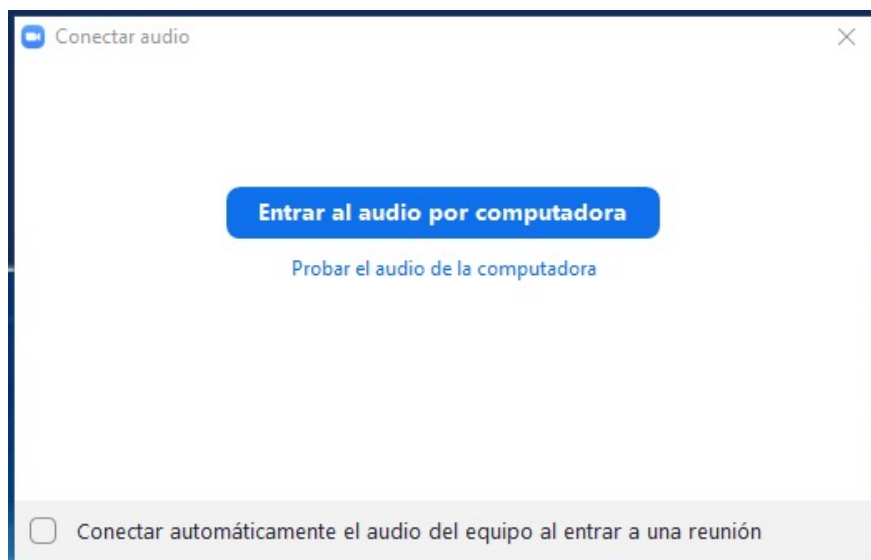 Conectar audio
Entrar al audio por computadora
Probar el audio de la computadora
Conectar automáticamente el audio del equipo al entrar a una reunión